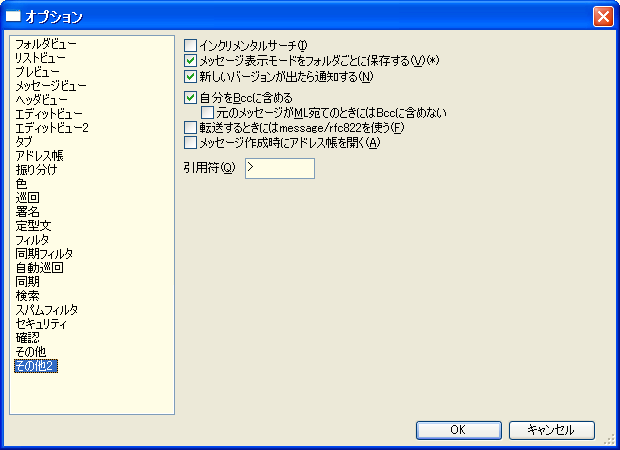 オプション
フォルダビュー
リストビュー
プレビュー
メッセージビュー
ヘッダビュー
エディットビュー
エディットビュー2
タブ
アドレス帳
振り分け
色
巡回
署名
定型文
フィルタ
同期フィルタ
自動巡回
同期
検索
スパムフィルタ
セキュリティ
確認
その他
その他2
インクリメンタルサーチ(I)
メッセージ表示モードをフォルダごとに保存する(V)(*)
新しいバージョンが出たら通知する(N)
自分をBccに含める
元のメッセージがML宛てのときにはBccに含めない
転送するときにはmessage/rfc822を使う(F)
メッセージ作成時にアドレス帳を開く(A)
引用符(Q) >
OK キャンセル